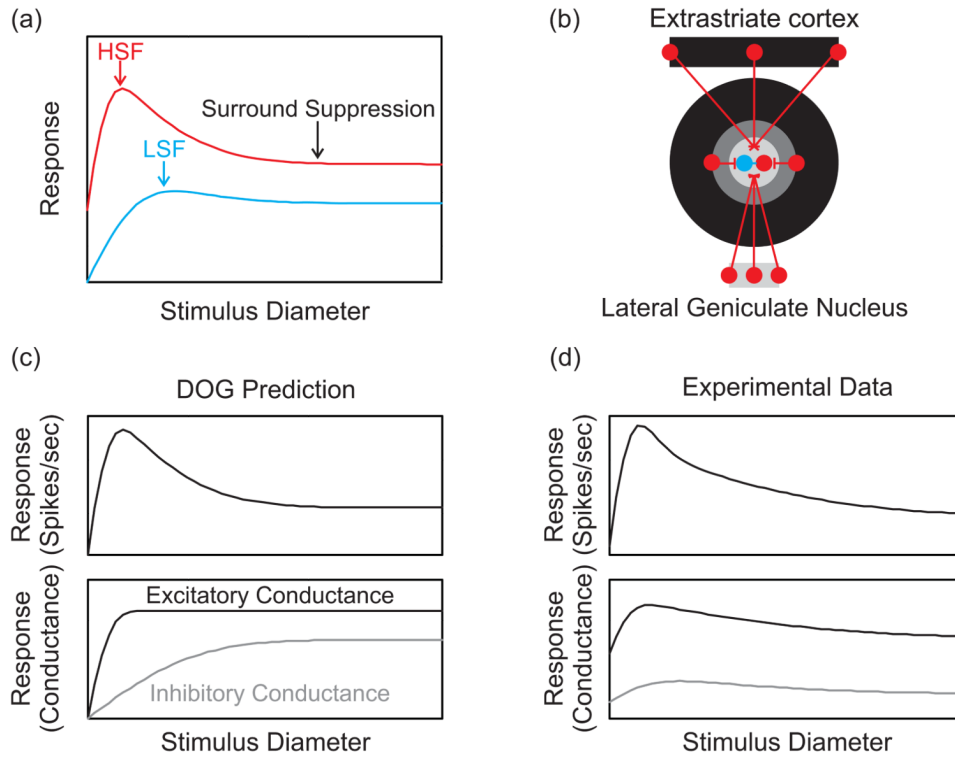 (a)
HSF
LSF
Surround Suppression
Response
Stimulus Diameter
(b)
Extrastriate cortex
Lateral Geniculate Nucleus
(c)
DOG Prediction
Response
(Spikes/sec)
Excitatory Conductance
Inhibitory Conductance
Response
(Conductance)
Stimulus Diameter
(d)
Experimental Data
Response
(Spikes/sec)
Response
(Conductance)
Stimulus Diameter